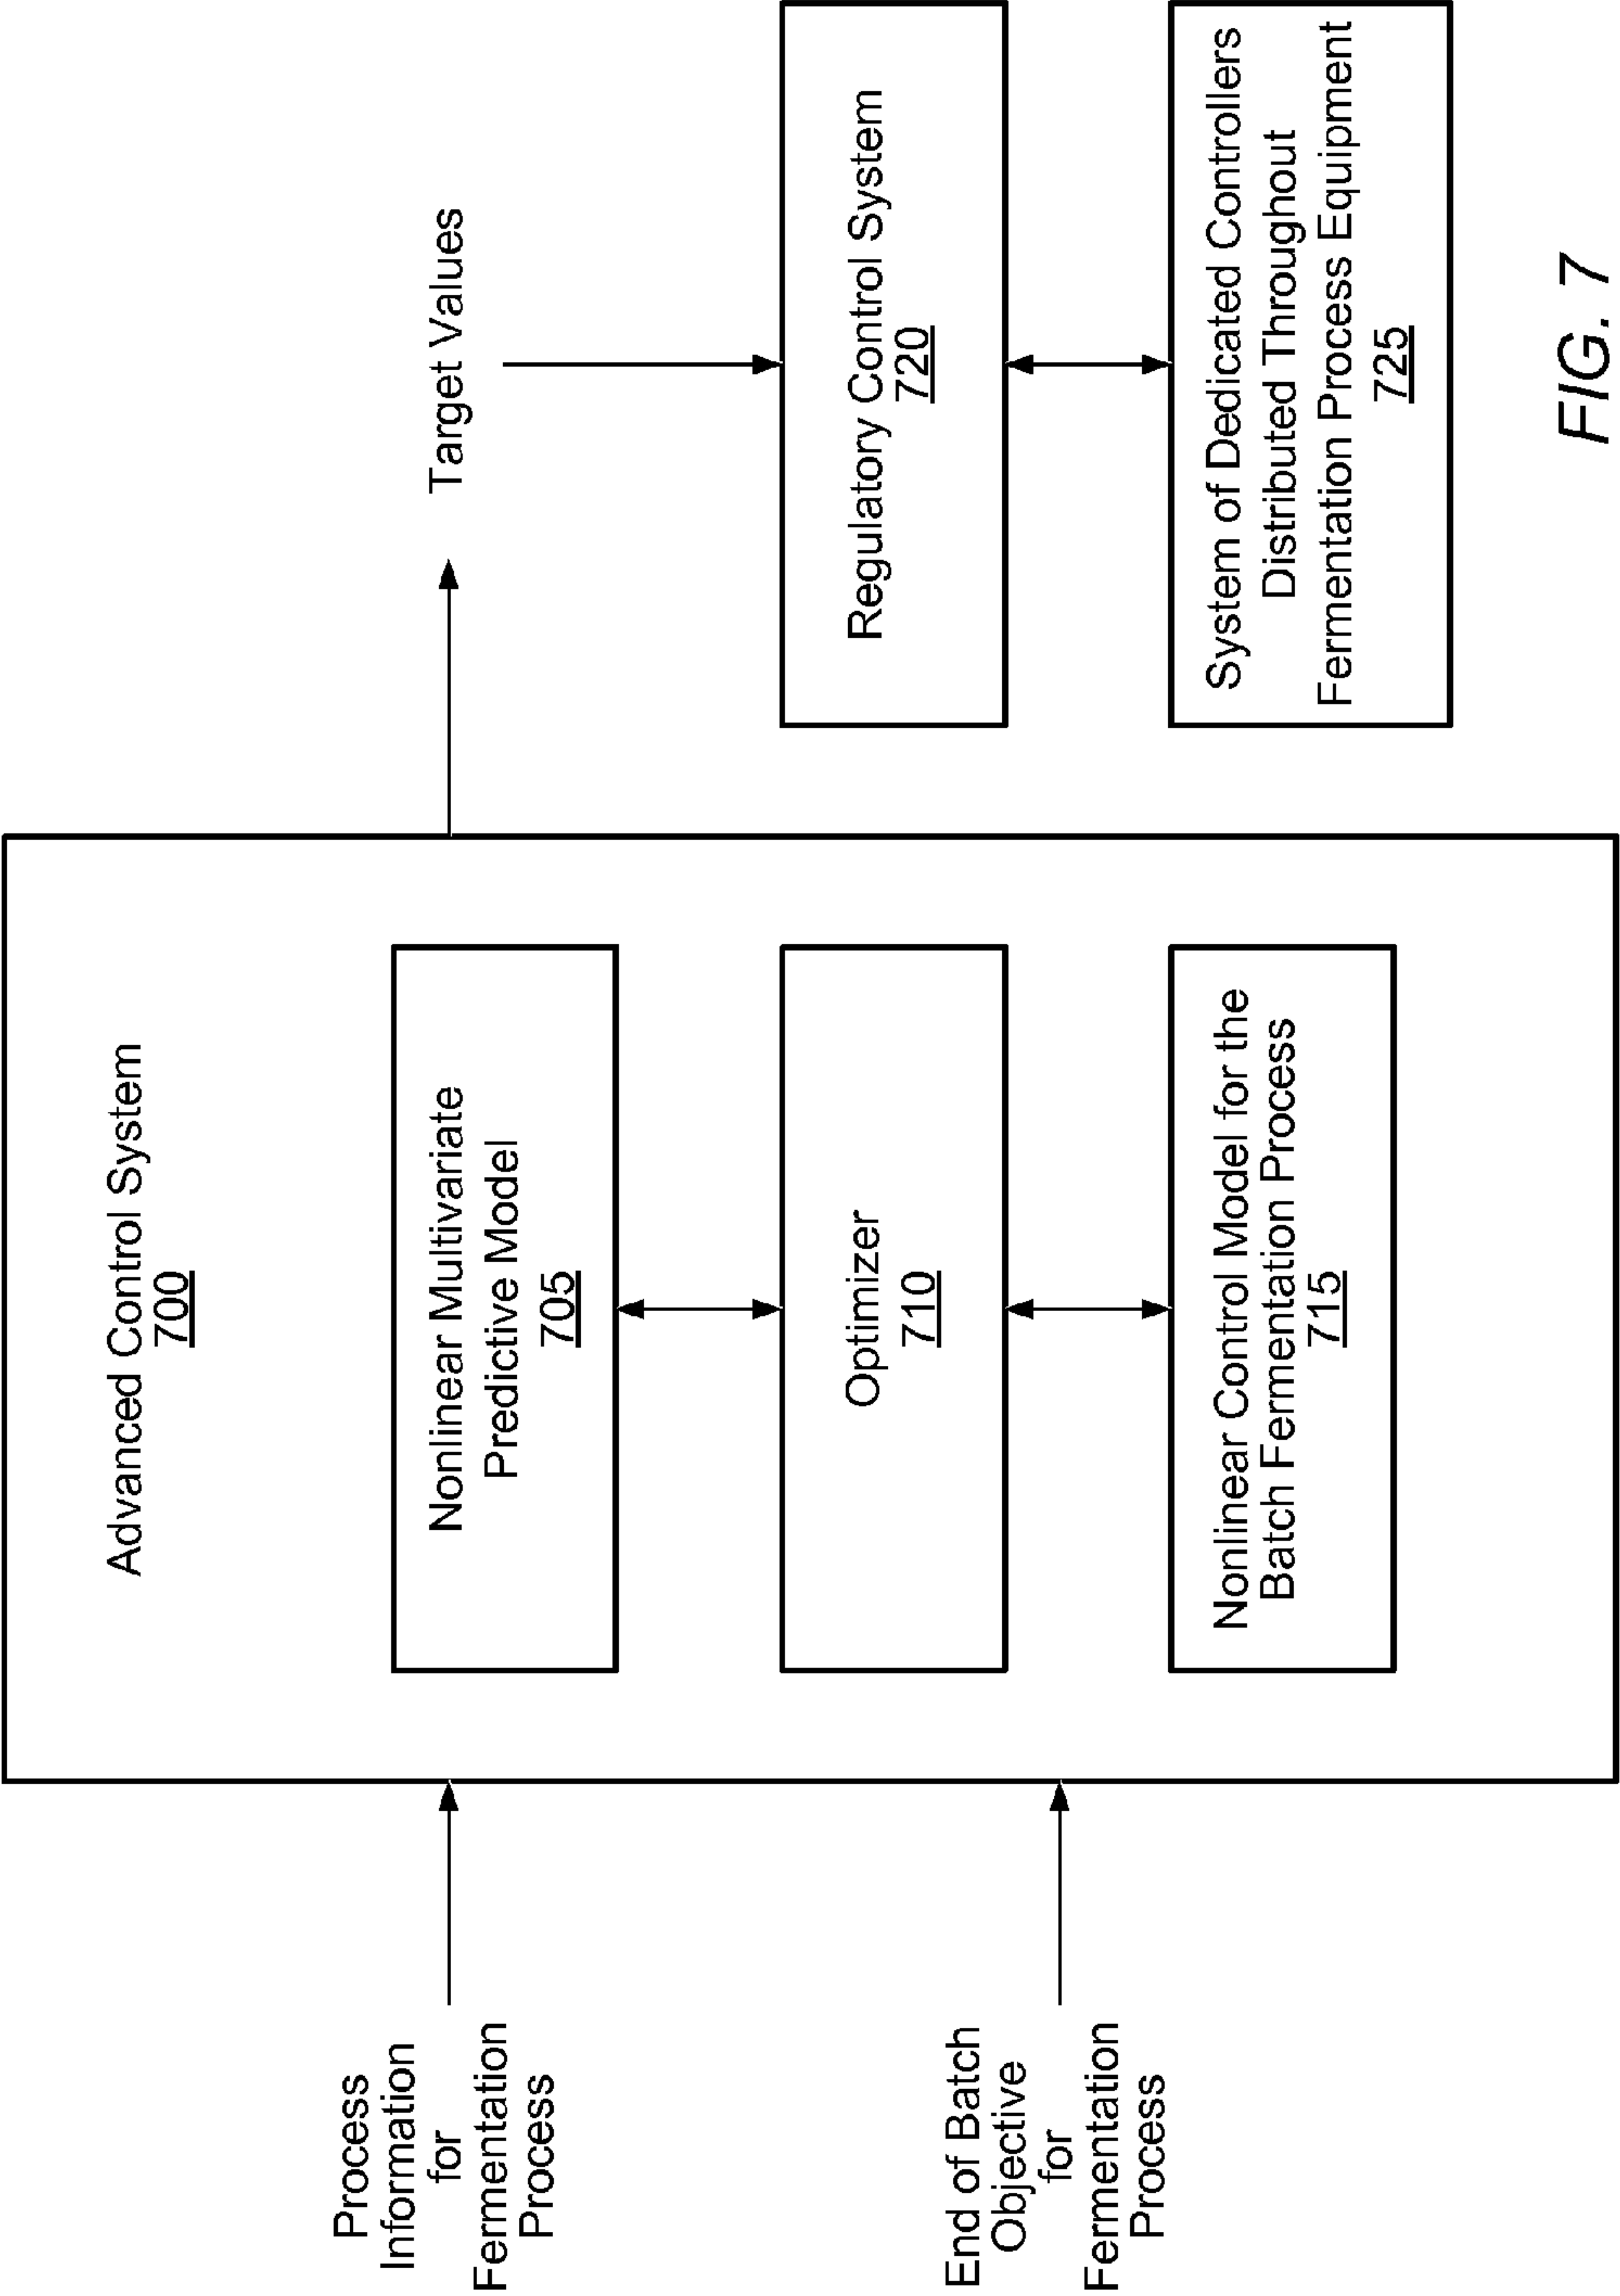 Process
Information
for
Fermentation
Process
End of Batch
Objective
for
Fermentation
Process
Advanced Control System
700
Nonlinear Multivariate
Predictive Model
705
Optimizer
710
Nonlinear Control Model for the
Batch Fermentation Process
715
Target Values
Regulatory Control System
720
System of Dedicated Controllers
Distributed Throughout
Fermentation Process Equipment
725
FIG. 7